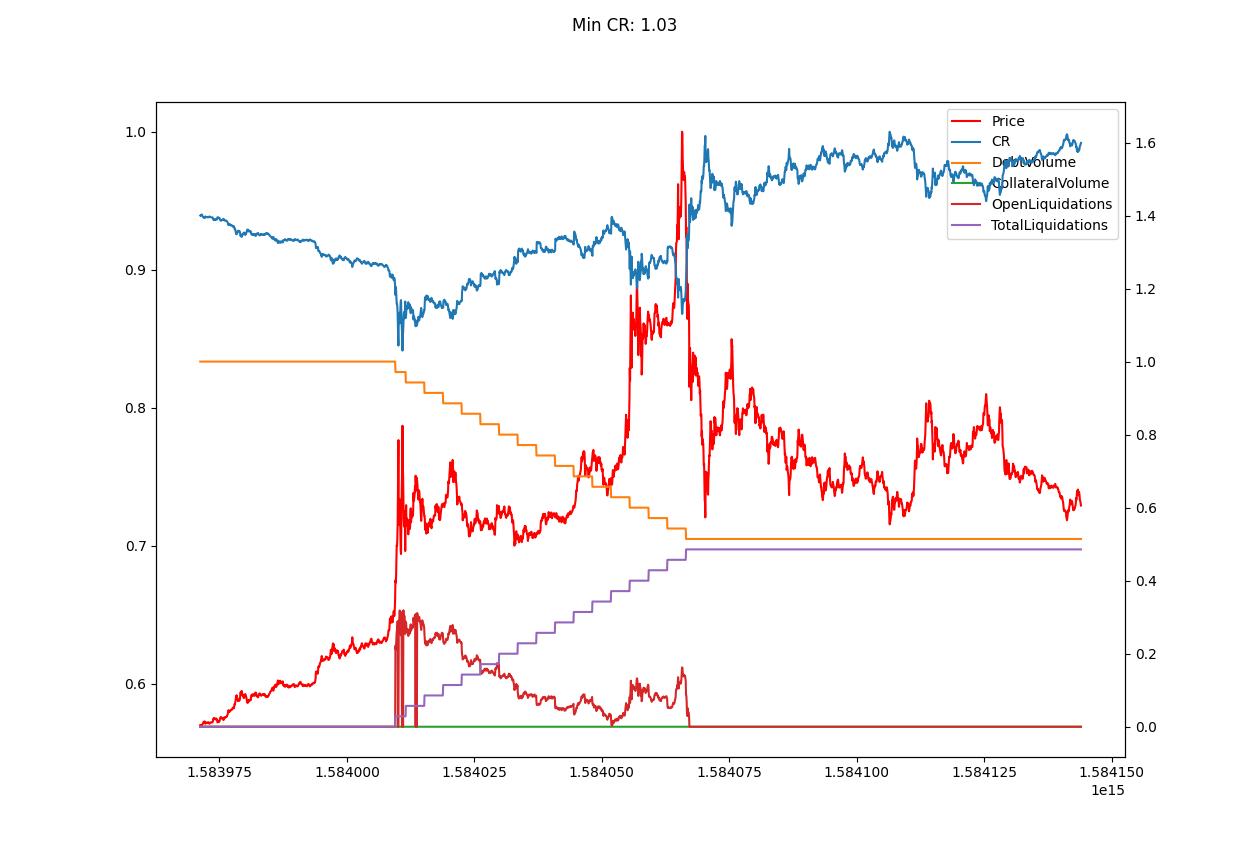 Min CR: 1.03
1.0
0.9
0.8
0.7
0.6
Price
CR
DebtVolume
CollateralVolume
OpenLiquidations
TotalLiquidations
1.6
1.4
1.2
1.0
0.8
0.6
0.4
0.2
0.0
1.583975 1.584000 1.584025 1.584050 1.584075 1.584100 1.584125 1.584150
1e15